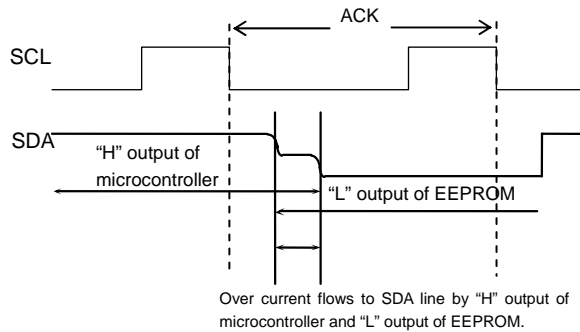 ACK
SCL
SDA
“H” output of
microcontroller
“L” output of EEPROM
Over current flows to SDA line by “H” output of
microcontroller and “L” output of EEPROM.